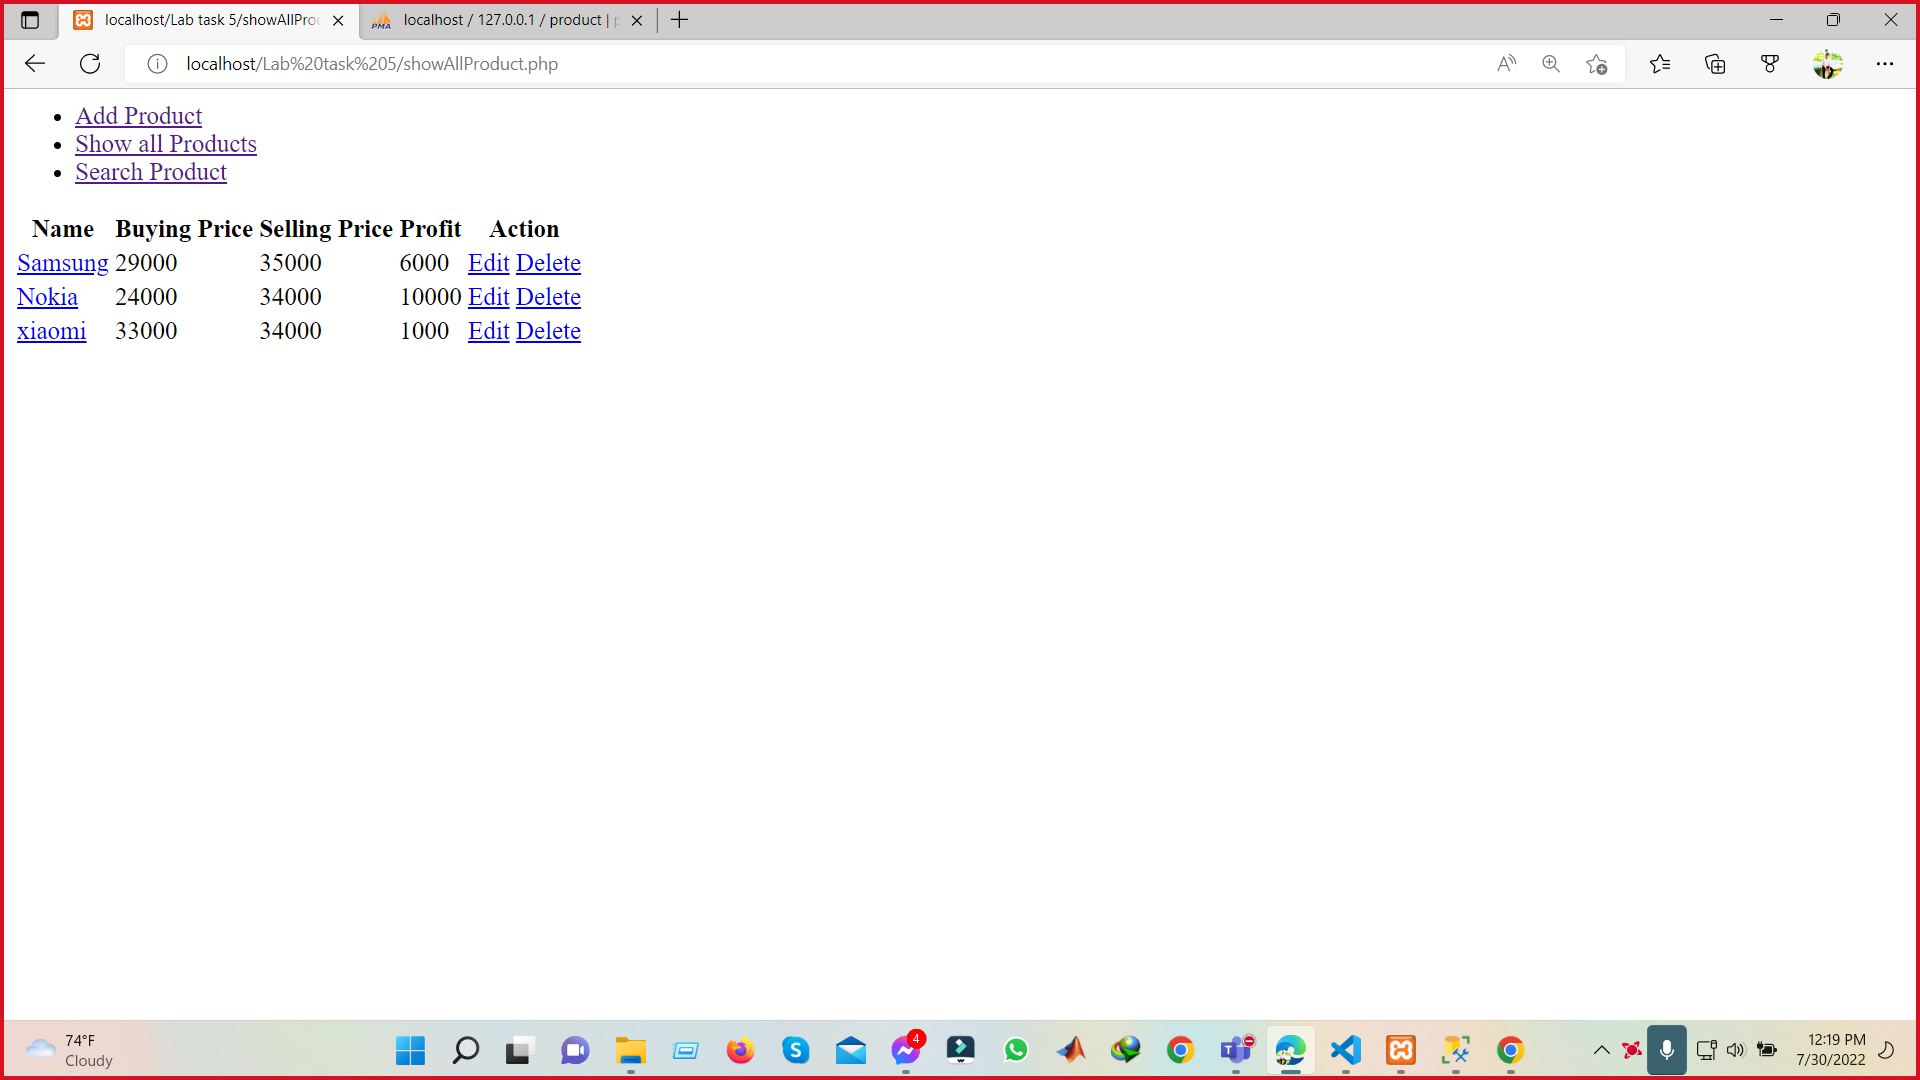 localhost/Lab task 5/showAllProd
localhost / 127.0.0.1 / product |
localhost/Lab%20task%205/showAllProduct.php
Add Product
Show all Products
Search Product
Name Buying Price Selling Price Profit Action
Samsung 29000 35000 6000 Edit Delete
Nokia 24000 34000 10000 Edit Delete
xiaomi 33000 34000 1000 Edit Delete
74°F
Cloudy
4
12:19 PM
7/30/2022